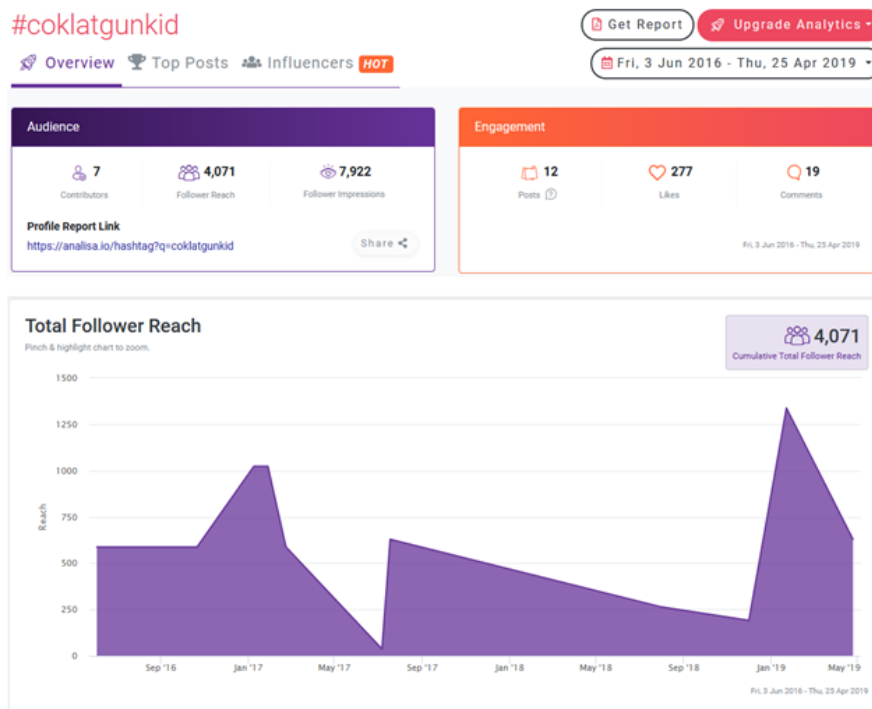 #coklatgunkid
Get Report
Upgrade Analytics
Overview
Top Posts
Influencers HOT
Fri, 3 Jun 2016 - Thu, 25 Apr 2019
Audience
7
Contributors
4,071
Follower Reach
7,922
Follower Impressions
Profile Report Link
https://analisa.io/hashtag?q=coklatgunkid
Share
Engagement
12
Posts ?
277
Likes
19
Comments
Fri, 3 Jun 2016 - Thu, 25 Apr 2019
Total Follower Reach
Pinch & highlight chart to zoom.
4,071
Cumulative Total Follower Reach
1500
1250
1000
750
500
250
0
Reach
Sep '16
Jan '17
May '17
Sep '17
Jan '18
May '18
Sep '18
Jan '19
May '19
Fri, 3 Jun 2016 - Thu, 25 Apr 2019